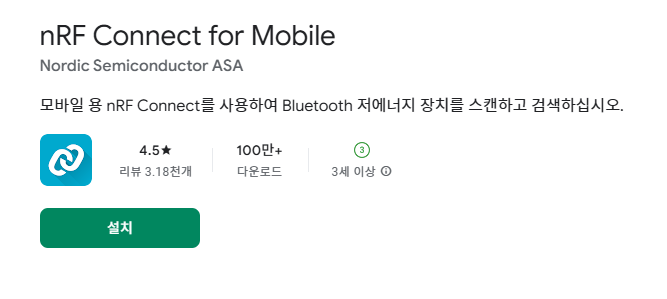 nRF Connect for Mobile
Nordic Semiconductor ASA
모바일 용 nRF Connect를 사용하여 Bluetooth 저에너지 장치를 스캔하고 검색하십시오.
4.5★
리뷰 3.18천개
100만+
다운로드
3
3세 이상
설치